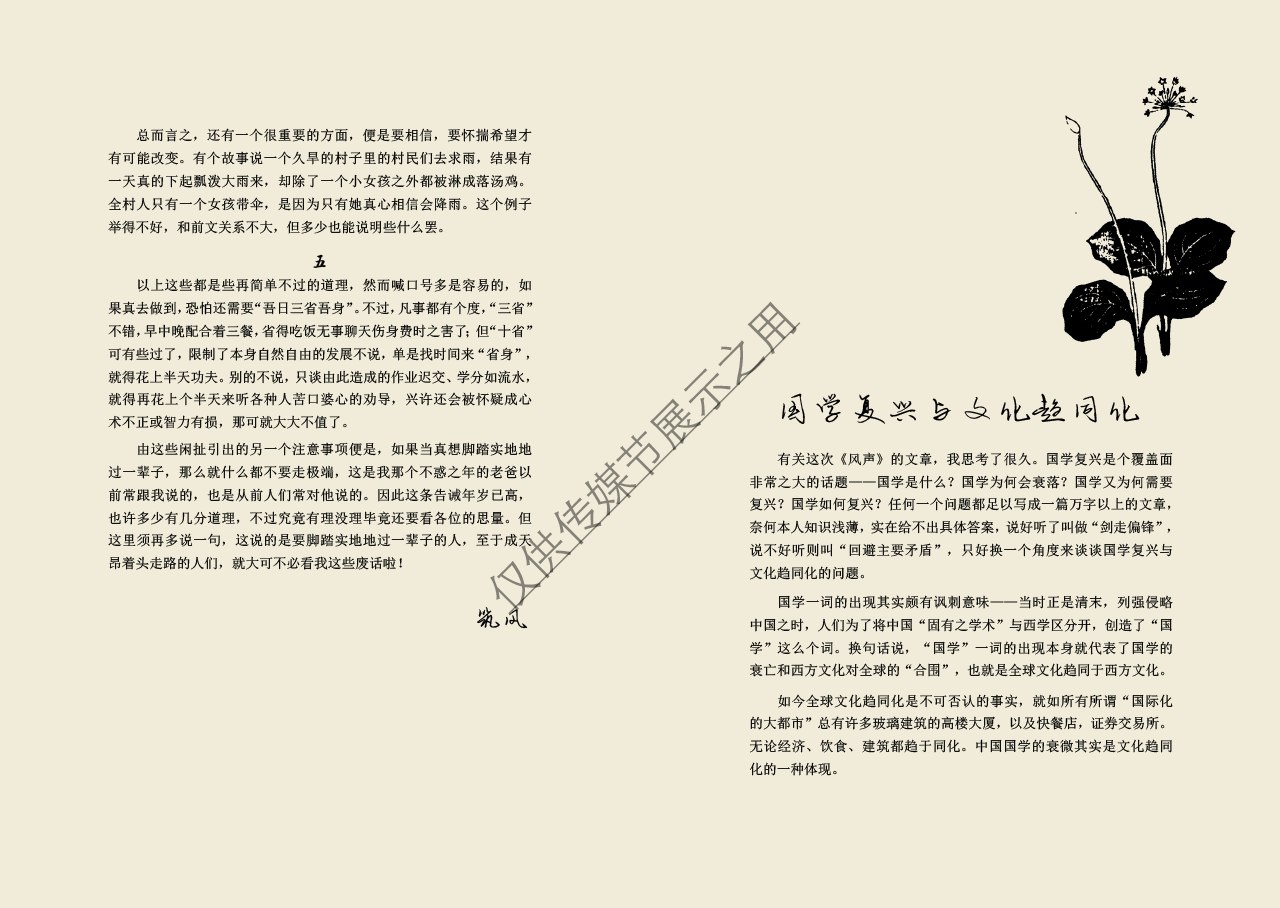 总而言之，还有一个很重要的方面，便是要相信，要怀揣希望才
有可能改变。有个故事说一个久旱的村子里的村民们去求雨，结果有
一天真的下起瓢泼大雨来，却除了一个小女孩之外都被淋成落汤鸡。
全村人只有一个女孩带伞，是因为只有她真心相信会降雨。这个例子
举得不好，和前文关系不大，但多少也能说明些什么罢。
五
以上这些都是些再简单不过的道理，然而喊口号多是容易的，如
果真去做到，恐怕还需要“吾日三省吾身”。不过，凡事都有个度，“三省”
不错，早中晚配合着三餐，省得吃饭无事聊天伤身费时之害了；但“十省”
可有些过了，限制了本身自然自由的发展不说，单是找时间来“省身”，
就得花上半天功夫。别的不说，只谈由此造成的作业迟交、学分如流水，
就得再花上个半天来听各种人苦口婆心的劝导，兴许还会被怀疑成心
术不正或智力有损，那可就大大不值了。
由这些闲扯引出的另一个注意事项便是，如果当真想脚踏实地地
过一辈子，那么就什么都不要走极端，这是我那个不惑之年的老爸以
前常跟我说的，也是从前人们常对他说的。因此这条告诫年岁已高，
也许多少有几分道理，不过究竟有理没理毕竟还要看各位的思量。但
这里须再多说一句，这说的是要脚踏实地地过一辈子的人，至于成天
昂着头走路的人们，就大可不必看我这些废话啦！
筑风
仅供传媒节展示之用
国学复兴与文化趋同化
有关这次《风声》的文章，我思考了很久。国学复兴是个覆盖面
非常之大的话题——国学是什么？国学为何会衰落？国学又为何需要
复兴？国学如何复兴？任何一个问题都足以写成一篇万字以上的文章，
奈何本人知识浅薄，实在给不出具体答案，说好听了叫做“剑走偏锋”，
说不好听则叫“回避主要矛盾”，只好换一个角度来谈谈国学复兴与
文化趋同化的问题。
国学一词的出现其实颇有讽刺意味——当时正是清末，列强侵略
中国之时，人们为了将中国“固有之学术”与西学区分开，创造了“国
学”这么个词。换句话说，“国学”一词的出现本身就代表了国学的
衰亡和西方文化对全球的“合围”，也就是全球文化趋同于西方文化。
如今全球文化趋同化是不可否认的事实，就如所有所谓“国际化
的大都市”总有许多玻璃建筑的高楼大厦，以及快餐店，证券交易所。
无论经济、饮食、建筑都趋于同化。中国国学的衰微其实是文化趋同
化的一种体现。